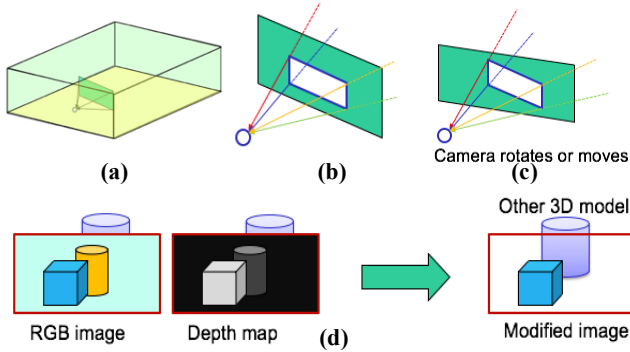 Camera rotates or moves
(a)
(b)
(c)
Other 3D model
RGB image
Depth map
(d)
Modified image